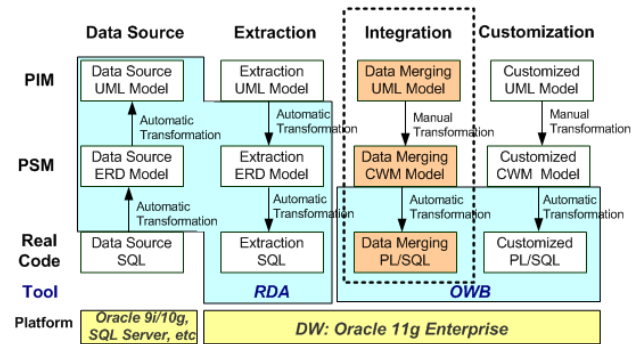 Data Source Extraction Integration Customization
PIM
Data Source Extraction Data Merging Customized
UML Model UML Model UML Model UML Model
Automatic Automatic Manual Manual
Transformation Transformation Transformation Transformation
PSM
Data Source Extraction Data Merging Customized
ERD Model ERD Model CWM Model CWM Model
Automatic Automatic Automatic Automatic
Transformation Transformation Transformation Transformation
Real
Code
Data Source Extraction Data Merging Customized
SQL SQL PL/SQL PL/SQL
Tool RDA OWB
Platform
Oracle 9i/10g,
SQL Server, etc
DW: Oracle 11g Enterprise